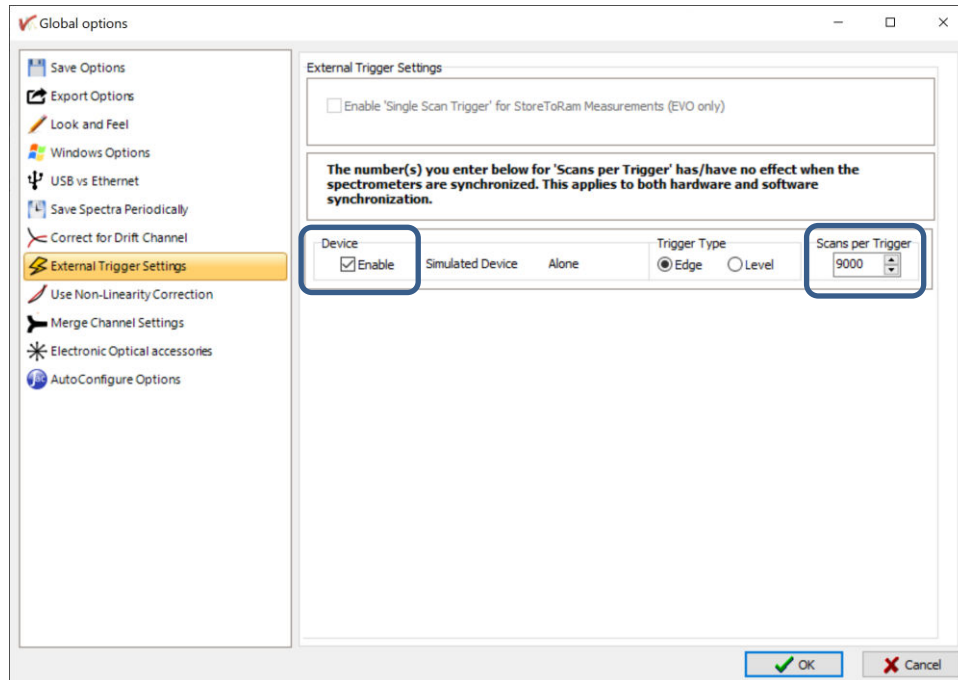 Global options
Save Options
Export Options
Look and Feel
Windows Options
USB vs Ethernet
Save Spectra Periodically
Correct for Drift Channel
External Trigger Settings
Use Non-Linearity Correction
Merge Channel Settings
Electronic Optical accessories
AutoConfigure Options
External Trigger Settings
Enable 'Single Scan Trigger' for StoreToRam Measurements (EVO only)
The number(s) you enter below for 'Scans per Trigger' has/have no effect when the
spectrometers are synchronized. This applies to both hardware and software
synchronization.
Device Trigger Type Scans per Trigger
Enable Simulated Device Alone Edge Level 9000
OK Cancel